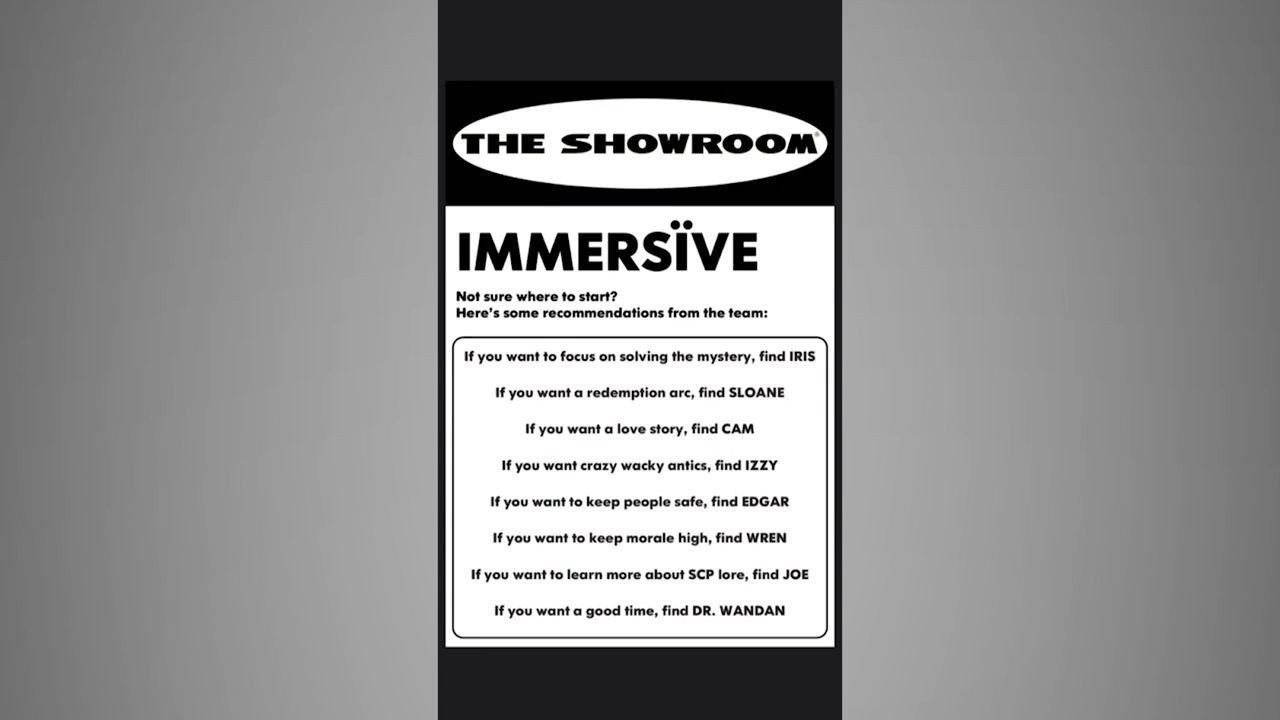 THE SHOWROOM®
IMMERSÏVE
Not sure where to start?
Here's some recommendations from the team:
If you want to focus on solving the mystery, find IRIS
If you want a redemption arc, find SLOANE
If you want a love story, find CAM
If you want crazy wacky antics, find IZZY
If you want to keep people safe, find EDGAR
If you want to keep morale high, find WREN
If you want to learn more about SCP lore, find JOE
If you want a good time, find DR. WANDAN